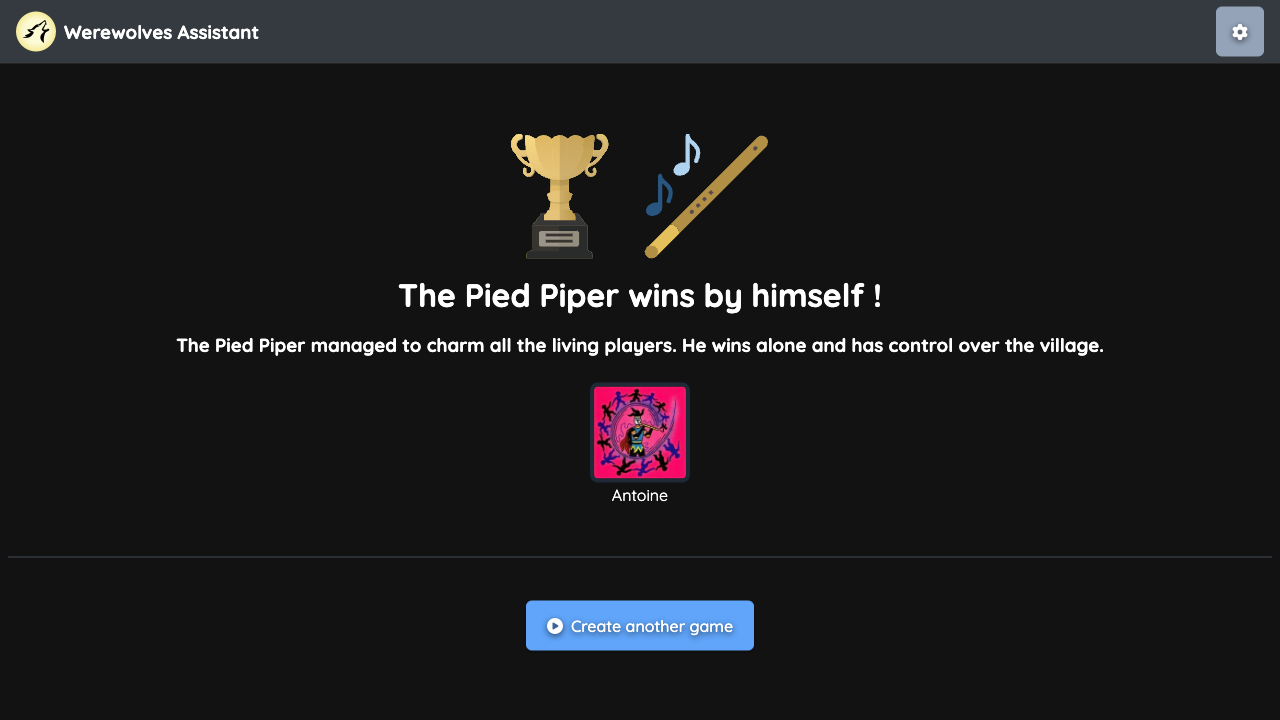 Werewolves Assistant
The Pied Piper wins by himself !
The Pied Piper managed to charm all the living players. He wins alone and has control over the village.
Antoine
Create another game